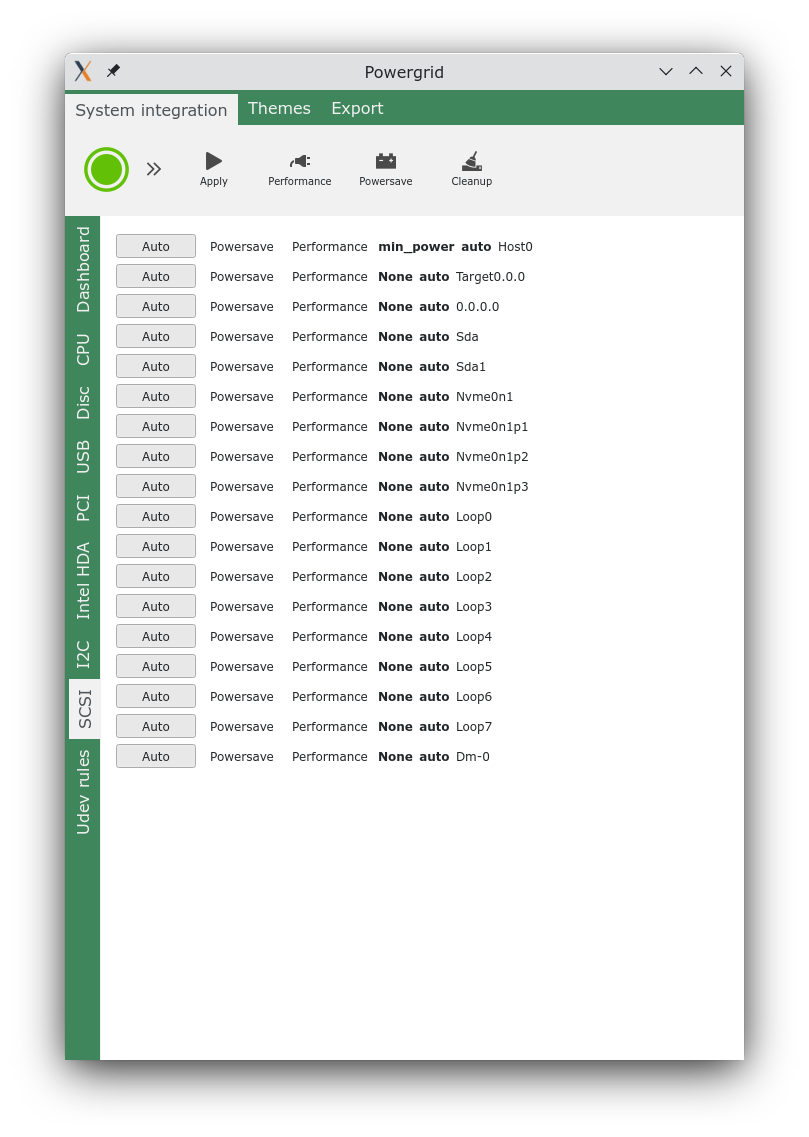 Powergrid
System integration Themes Export
Apply Performance Powersave Cleanup
Dashboard
CPU
Disc
USB
PCI
Intel HDA
I2C
SCSI
Udev rules
Auto Powersave Performance min_power auto Host0
Auto Powersave Performance None auto Target0.0.0
Auto Powersave Performance None auto 0.0.0.0
Auto Powersave Performance None auto Sda
Auto Powersave Performance None auto Sda1
Auto Powersave Performance None auto Nvme0n1
Auto Powersave Performance None auto Nvme0n1p1
Auto Powersave Performance None auto Nvme0n1p2
Auto Powersave Performance None auto Nvme0n1p3
Auto Powersave Performance None auto Loop0
Auto Powersave Performance None auto Loop1
Auto Powersave Performance None auto Loop2
Auto Powersave Performance None auto Loop3
Auto Powersave Performance None auto Loop4
Auto Powersave Performance None auto Loop5
Auto Powersave Performance None auto Loop6
Auto Powersave Performance None auto Loop7
Auto Powersave Performance None auto Dm-0